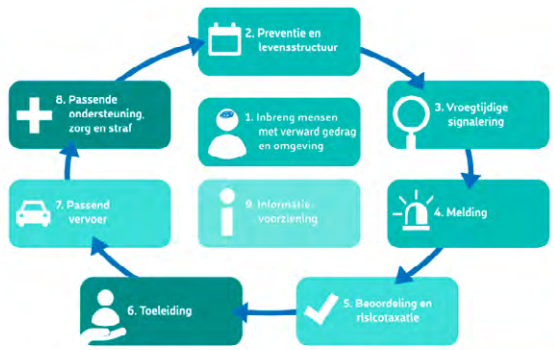 2. Preventie en
levensstructuur
8. Passende
ondersteuning,
zorg en straf
1. Inbreng mensen
met verward gedrag
en omgeving
3. Vroegtijdige
signalering
7. Passend
vervoer
9. Informatie-
voorziening
4. Melding
6. Toeleiding
5. Beoordeling en
risicotaxatie